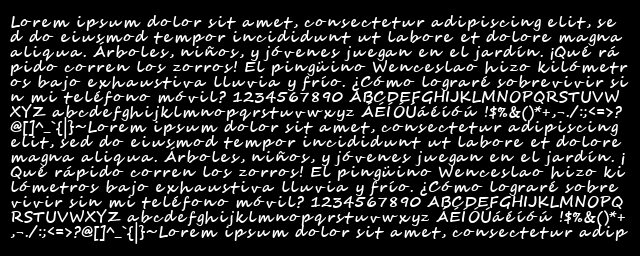 Lorem ipsum dolor sit amet, consectetur adipiscing elit, se
d do eiusmod tempor incididunt ut labore et dolore magna
aliqua. Árboles, niños, y jóvenes juegan en el jardín. ¡Qué rá
pido corren los zorros! El pingüino Wenceslao hizo kilómetr
os bajo exhaustiva lluvia y frío. ¿Cómo lograré sobrevivir si
n mi teléfono móvil? 1234567890 ABCDEFGHIJKLMNOPQRSTUVW
XYZ abcdefghijklmnopqrstuvwxyz ÁÉÍÓÚáéíóú !$%&()*+,-./:;<=>?
@[]^_`{|}~Lorem ipsum dolor sit amet, consectetur adipiscing
elit, sed do eiusmod tempor incididunt ut labore et dolore
magna aliqua. Árboles, niños, y jóvenes juegan en el jardín. ¡
Qué rápido corren los zorros! El pingüino Wenceslao hizo ki
lómetros bajo exhaustiva lluvia y frío. ¿Cómo lograré sobre
vivir sin mi teléfono móvil? 1234567890 ABCDEFGHIJKLMNOPQ
RSTUVWXYZ abcdefghijklmnopqrstuvwxyz ÁÉÍÓÚáéíóú !$%&()*+
,-./:;<=>?@[]^_`{|}~Lorem ipsum dolor sit amet, consectetur adip